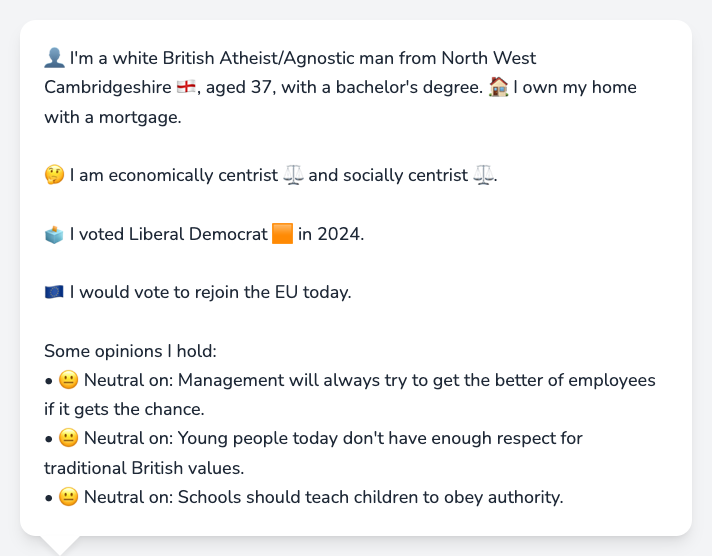 👤 I'm a white British Atheist/Agnostic man from North West
Cambridgeshire 🏴󠁧󠁢󠁥󠁮󠁧󠁿, aged 37, with a bachelor's degree. 🏠 I own my home
with a mortgage.
🤔 I am economically centrist ⚖️ and socially centrist ⚖️.
🗳️ I voted Liberal Democrat 🟧 in 2024.
🇪🇺 I would vote to rejoin the EU today.
Some opinions I hold:
• 😐 Neutral on: Management will always try to get the better of employees
if it gets the chance.
• 😐 Neutral on: Young people today don't have enough respect for
traditional British values.
• 😐 Neutral on: Schools should teach children to obey authority.